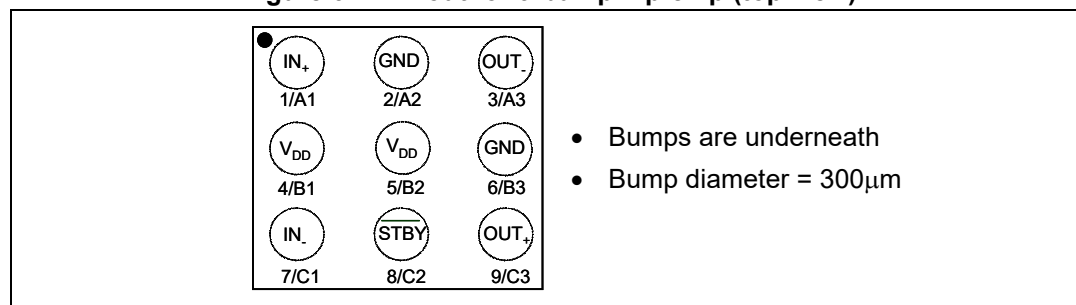 IN+ GND OUT-
1/A1 2/A2 3/A3
VDD VDD GND
4/B1 5/B2 6/B3
IN- STBY OUT+
7/C1 8/C2 9/C3
• Bumps are underneath
• Bump diameter = 300μm